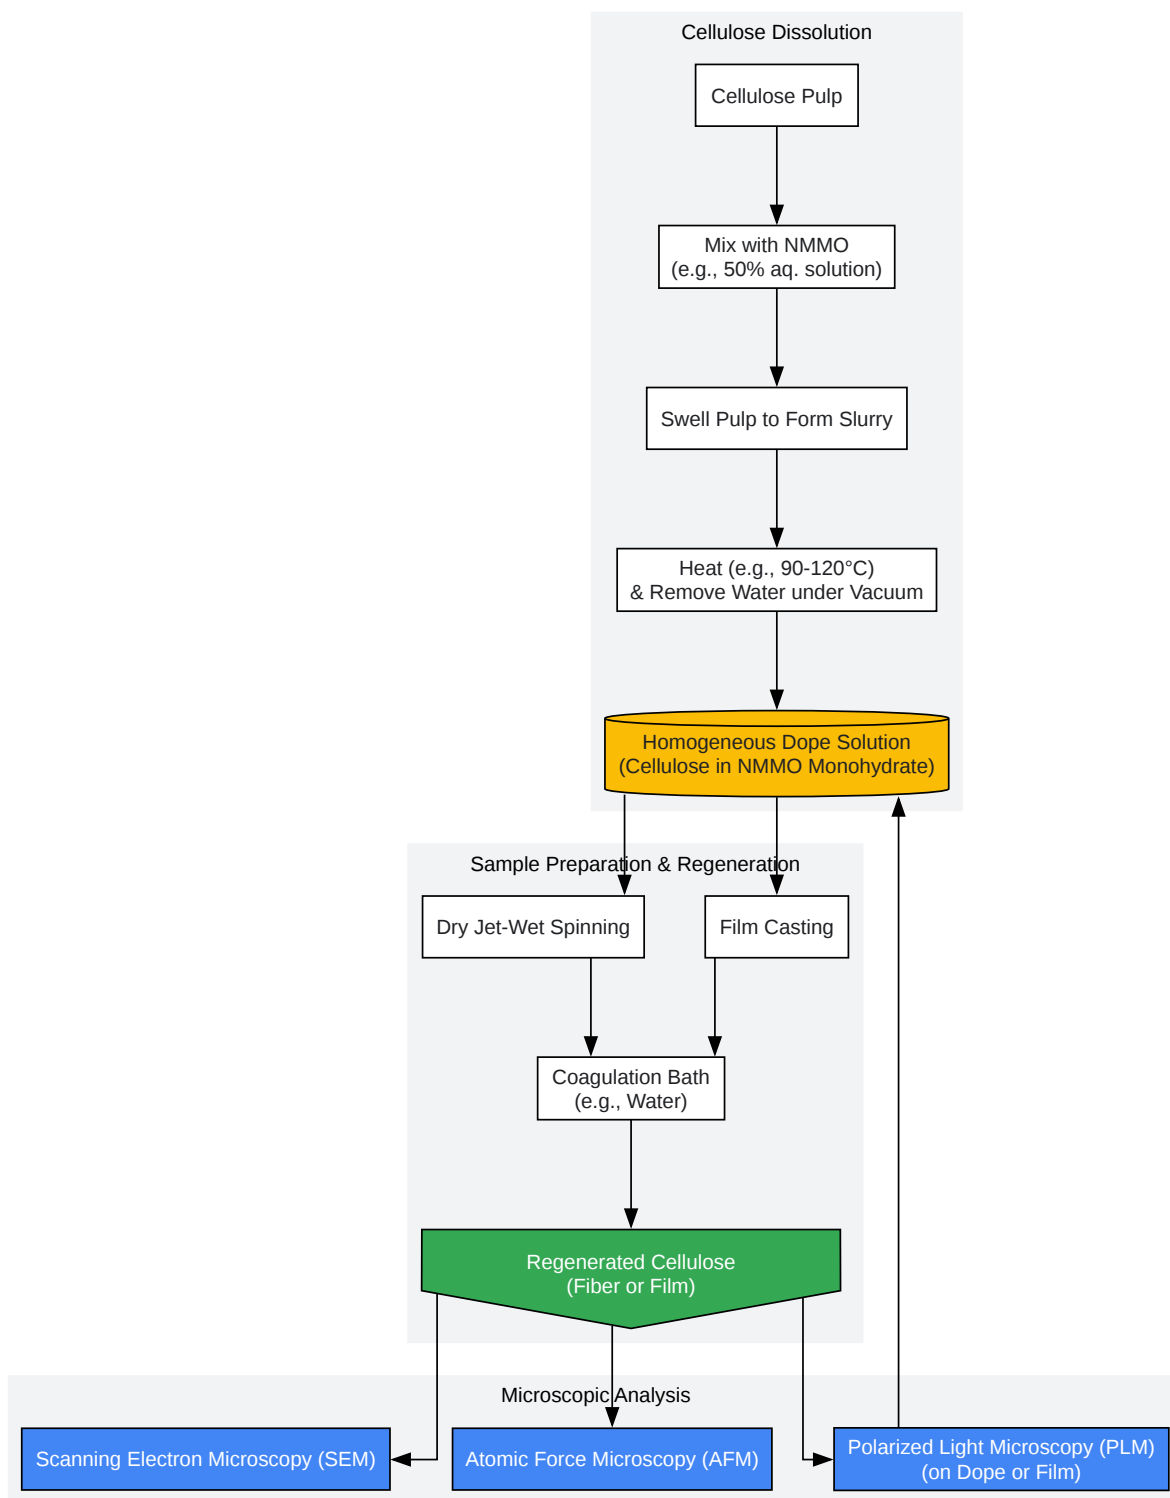 Cellulose Dissolution
Cellulose Pulp
Mix with NMMO
(e.g., 50% aq. solution)
Swell Pulp to Form Slurry
Heat (e.g., 90-120°C)
& Remove Water under Vacuum
Homogeneous Dope Solution
(Cellulose in NMMO Monohydrate)
Sample Preparation & Regeneration
Dry Jet-Wet Spinning
Film Casting
Coagulation Bath
(e.g., Water)
Regenerated Cellulose
(Fiber or Film)
Microscopic Analysis
Scanning Electron Microscopy (SEM)
Atomic Force Microscopy (AFM)
Polarized Light Microscopy (PLM)
(on Dope or Film)